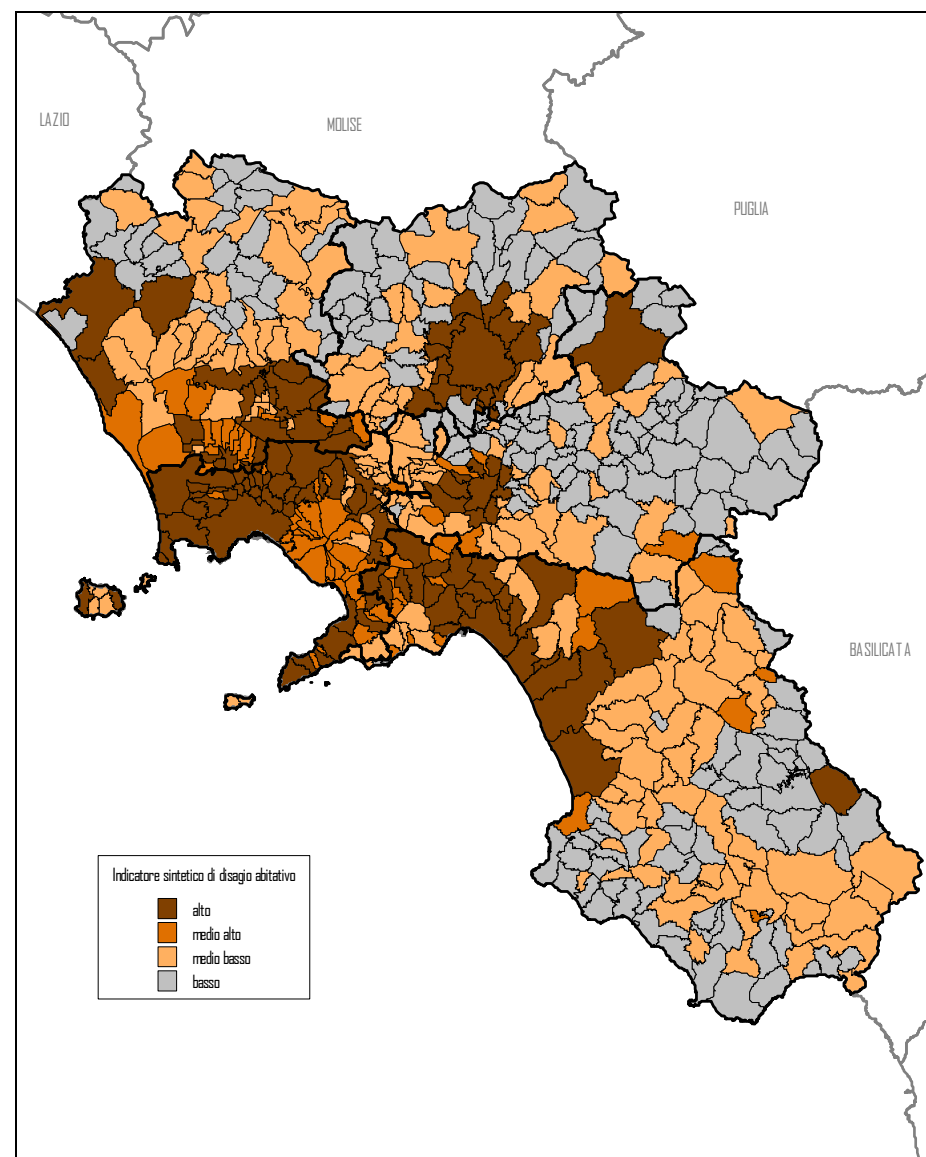 LAZIO
MOLISE
PUGLIA
BASILICATA
Indicatore sintetico di disagio abitativo
alto
medio alto
medio basso
basso